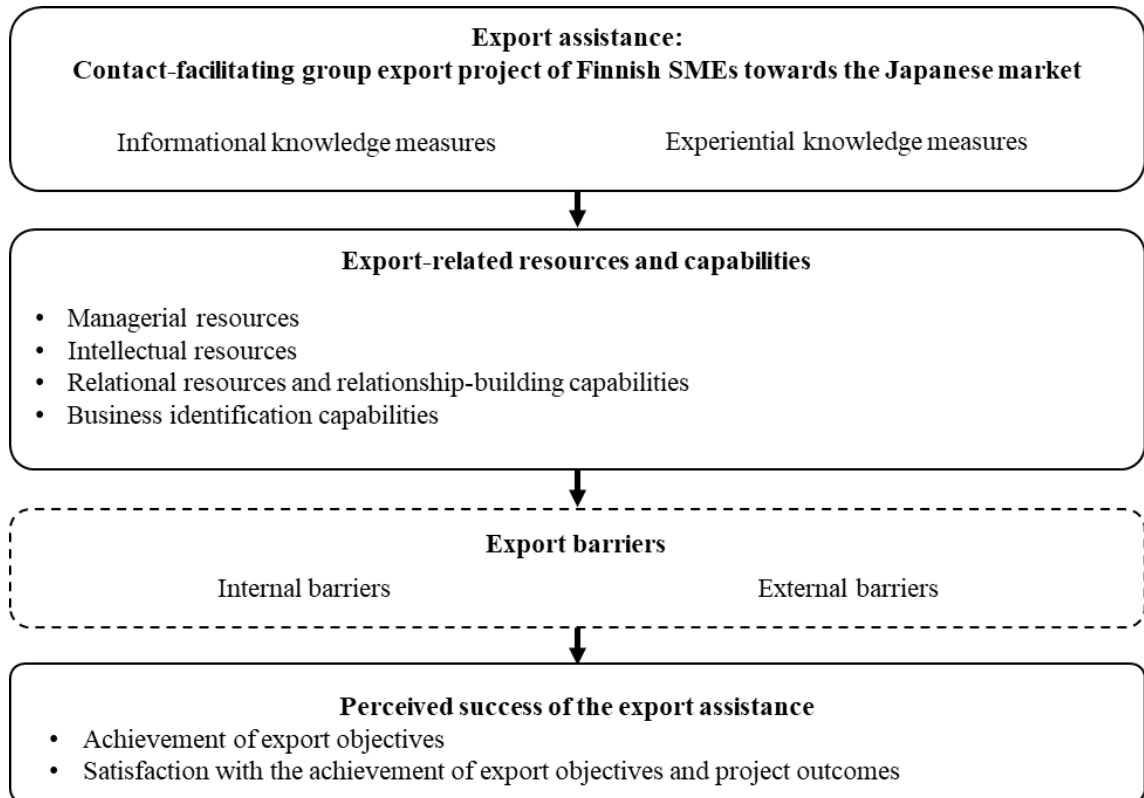 Export assistance:
Contact-facilitating group export project of Finnish SMEs towards the Japanese market
Informational knowledge measures
Experiential knowledge measures
Export-related resources and capabilities
• Managerial resources
• Intellectual resources
• Relational resources and relationship-building capabilities
• Business identification capabilities
Export barriers
Internal barriers
External barriers
Perceived success of the export assistance
• Achievement of export objectives
• Satisfaction with the achievement of export objectives and project outcomes